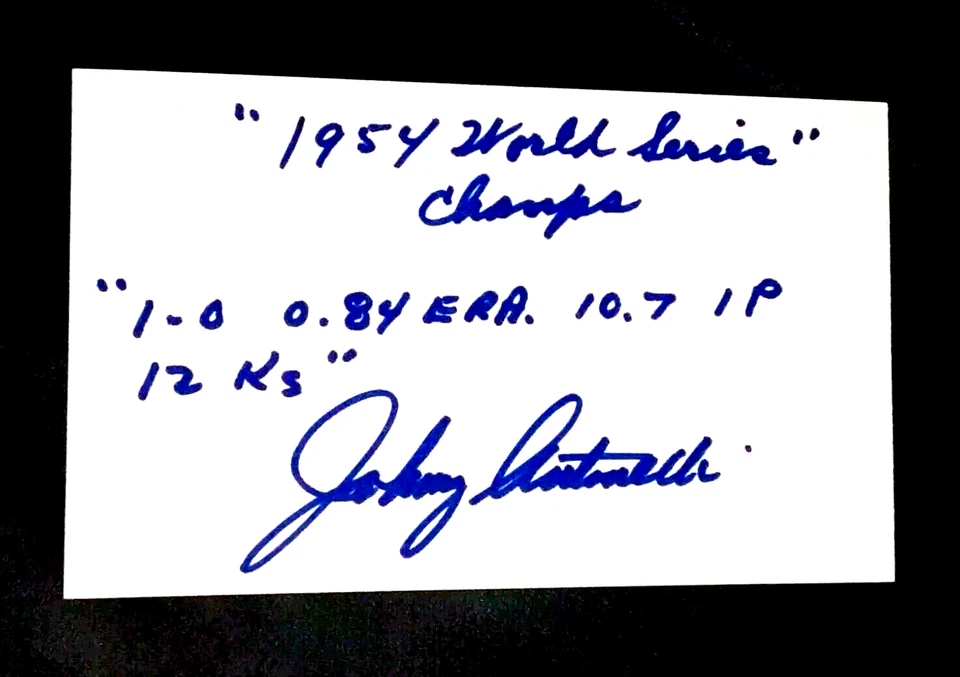 "1954 World Series"
Champs
"1-0 0.84 ERA. 10.7 IP
12 Ks"
Johnny Antonelli